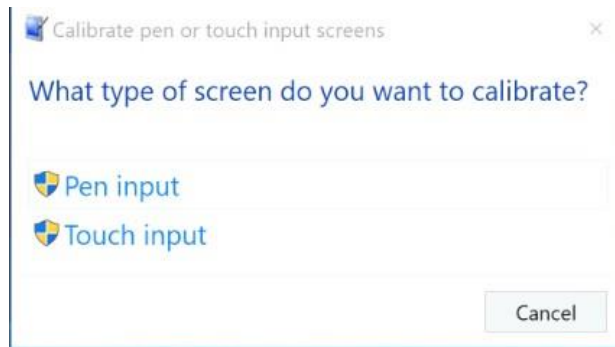 Calibrate pen or touch input screens
What type of screen do you want to calibrate?
Pen input
Touch input
Cancel